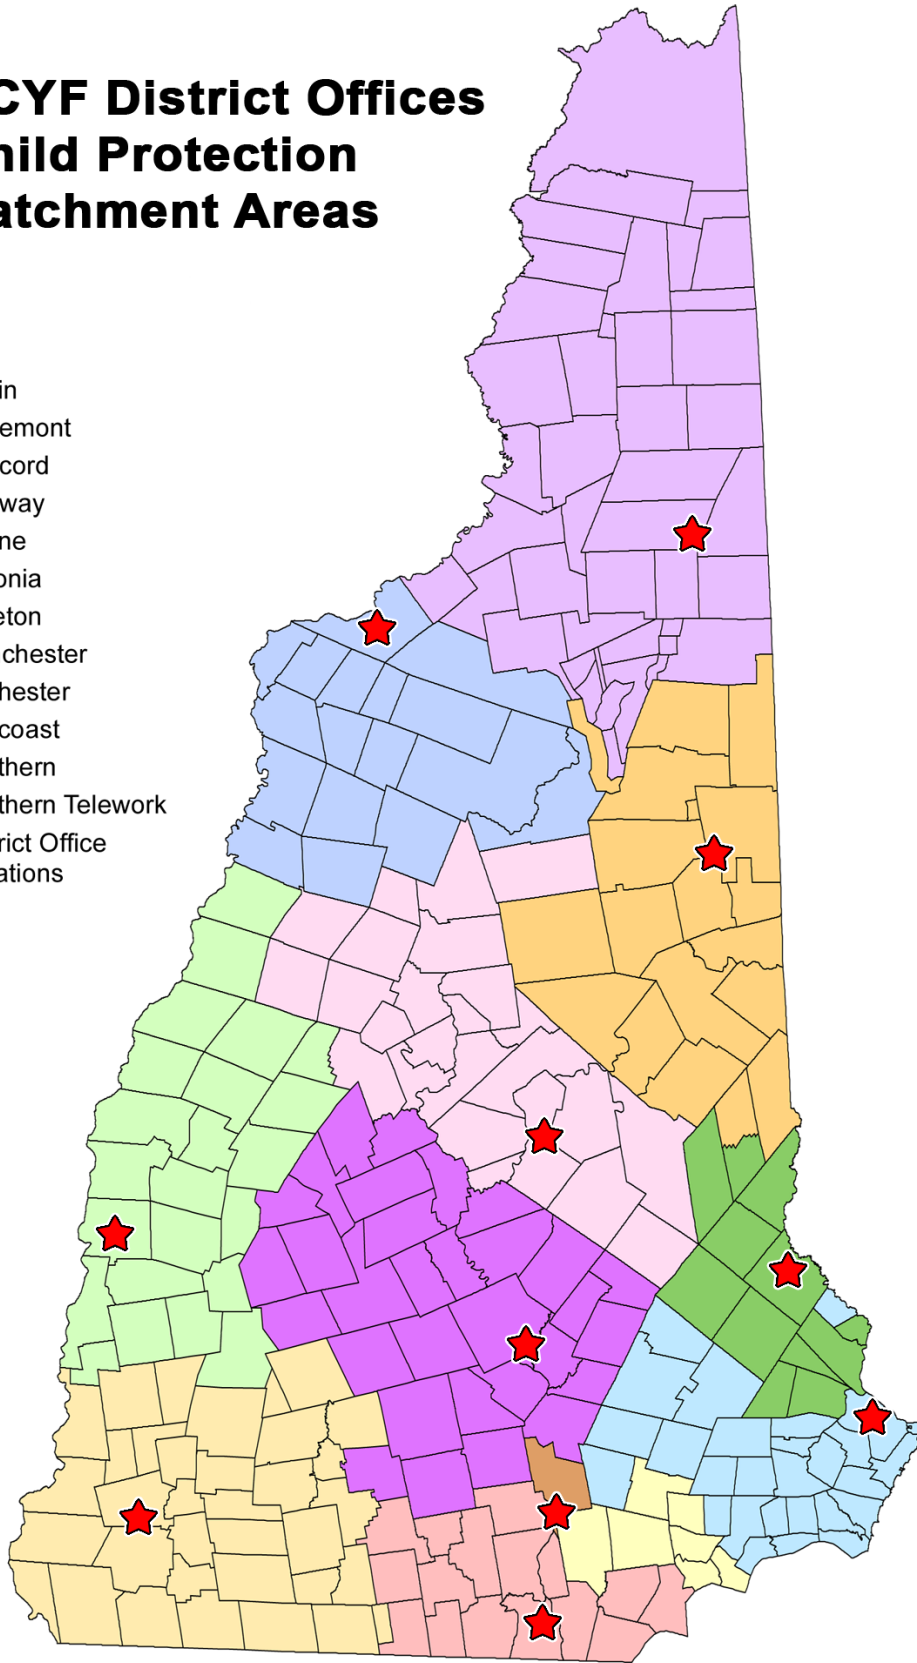 CYF District Offices
hild Protection
atchment Areas
in
emont
cord
way
ne
onia
eton
nchester
hester
coast
thern
thern Telework
rict Office
ations